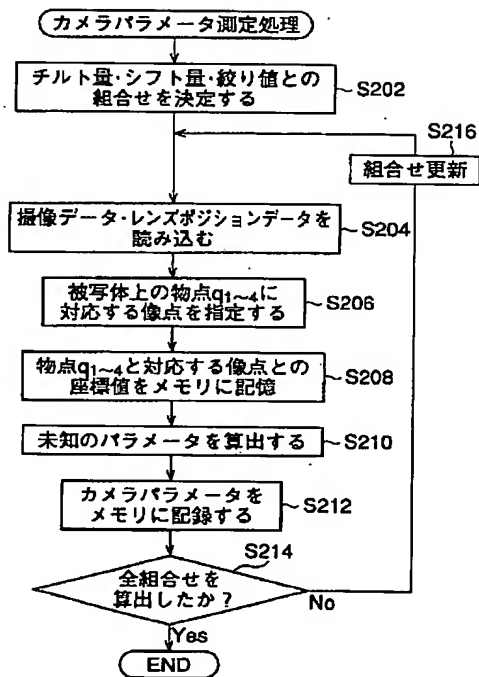 カメラパラメータ測定処理
チルト量・シフト量・絞り値との
組合せを決定する
S202
S216
組合せ更新
撮像データ・レンズポジションデータを
読み込む
S204
被写体上の物点q1~4に
対応する像点を指定する
S206
物点q1~4と対応する像点との
座標値をメモリに記憶
S208
未知のパラメータを算出する
S210
カメラパラメータを
メモリに記録する
S212
S214
全組合せを
算出したか?
No
Yes
END